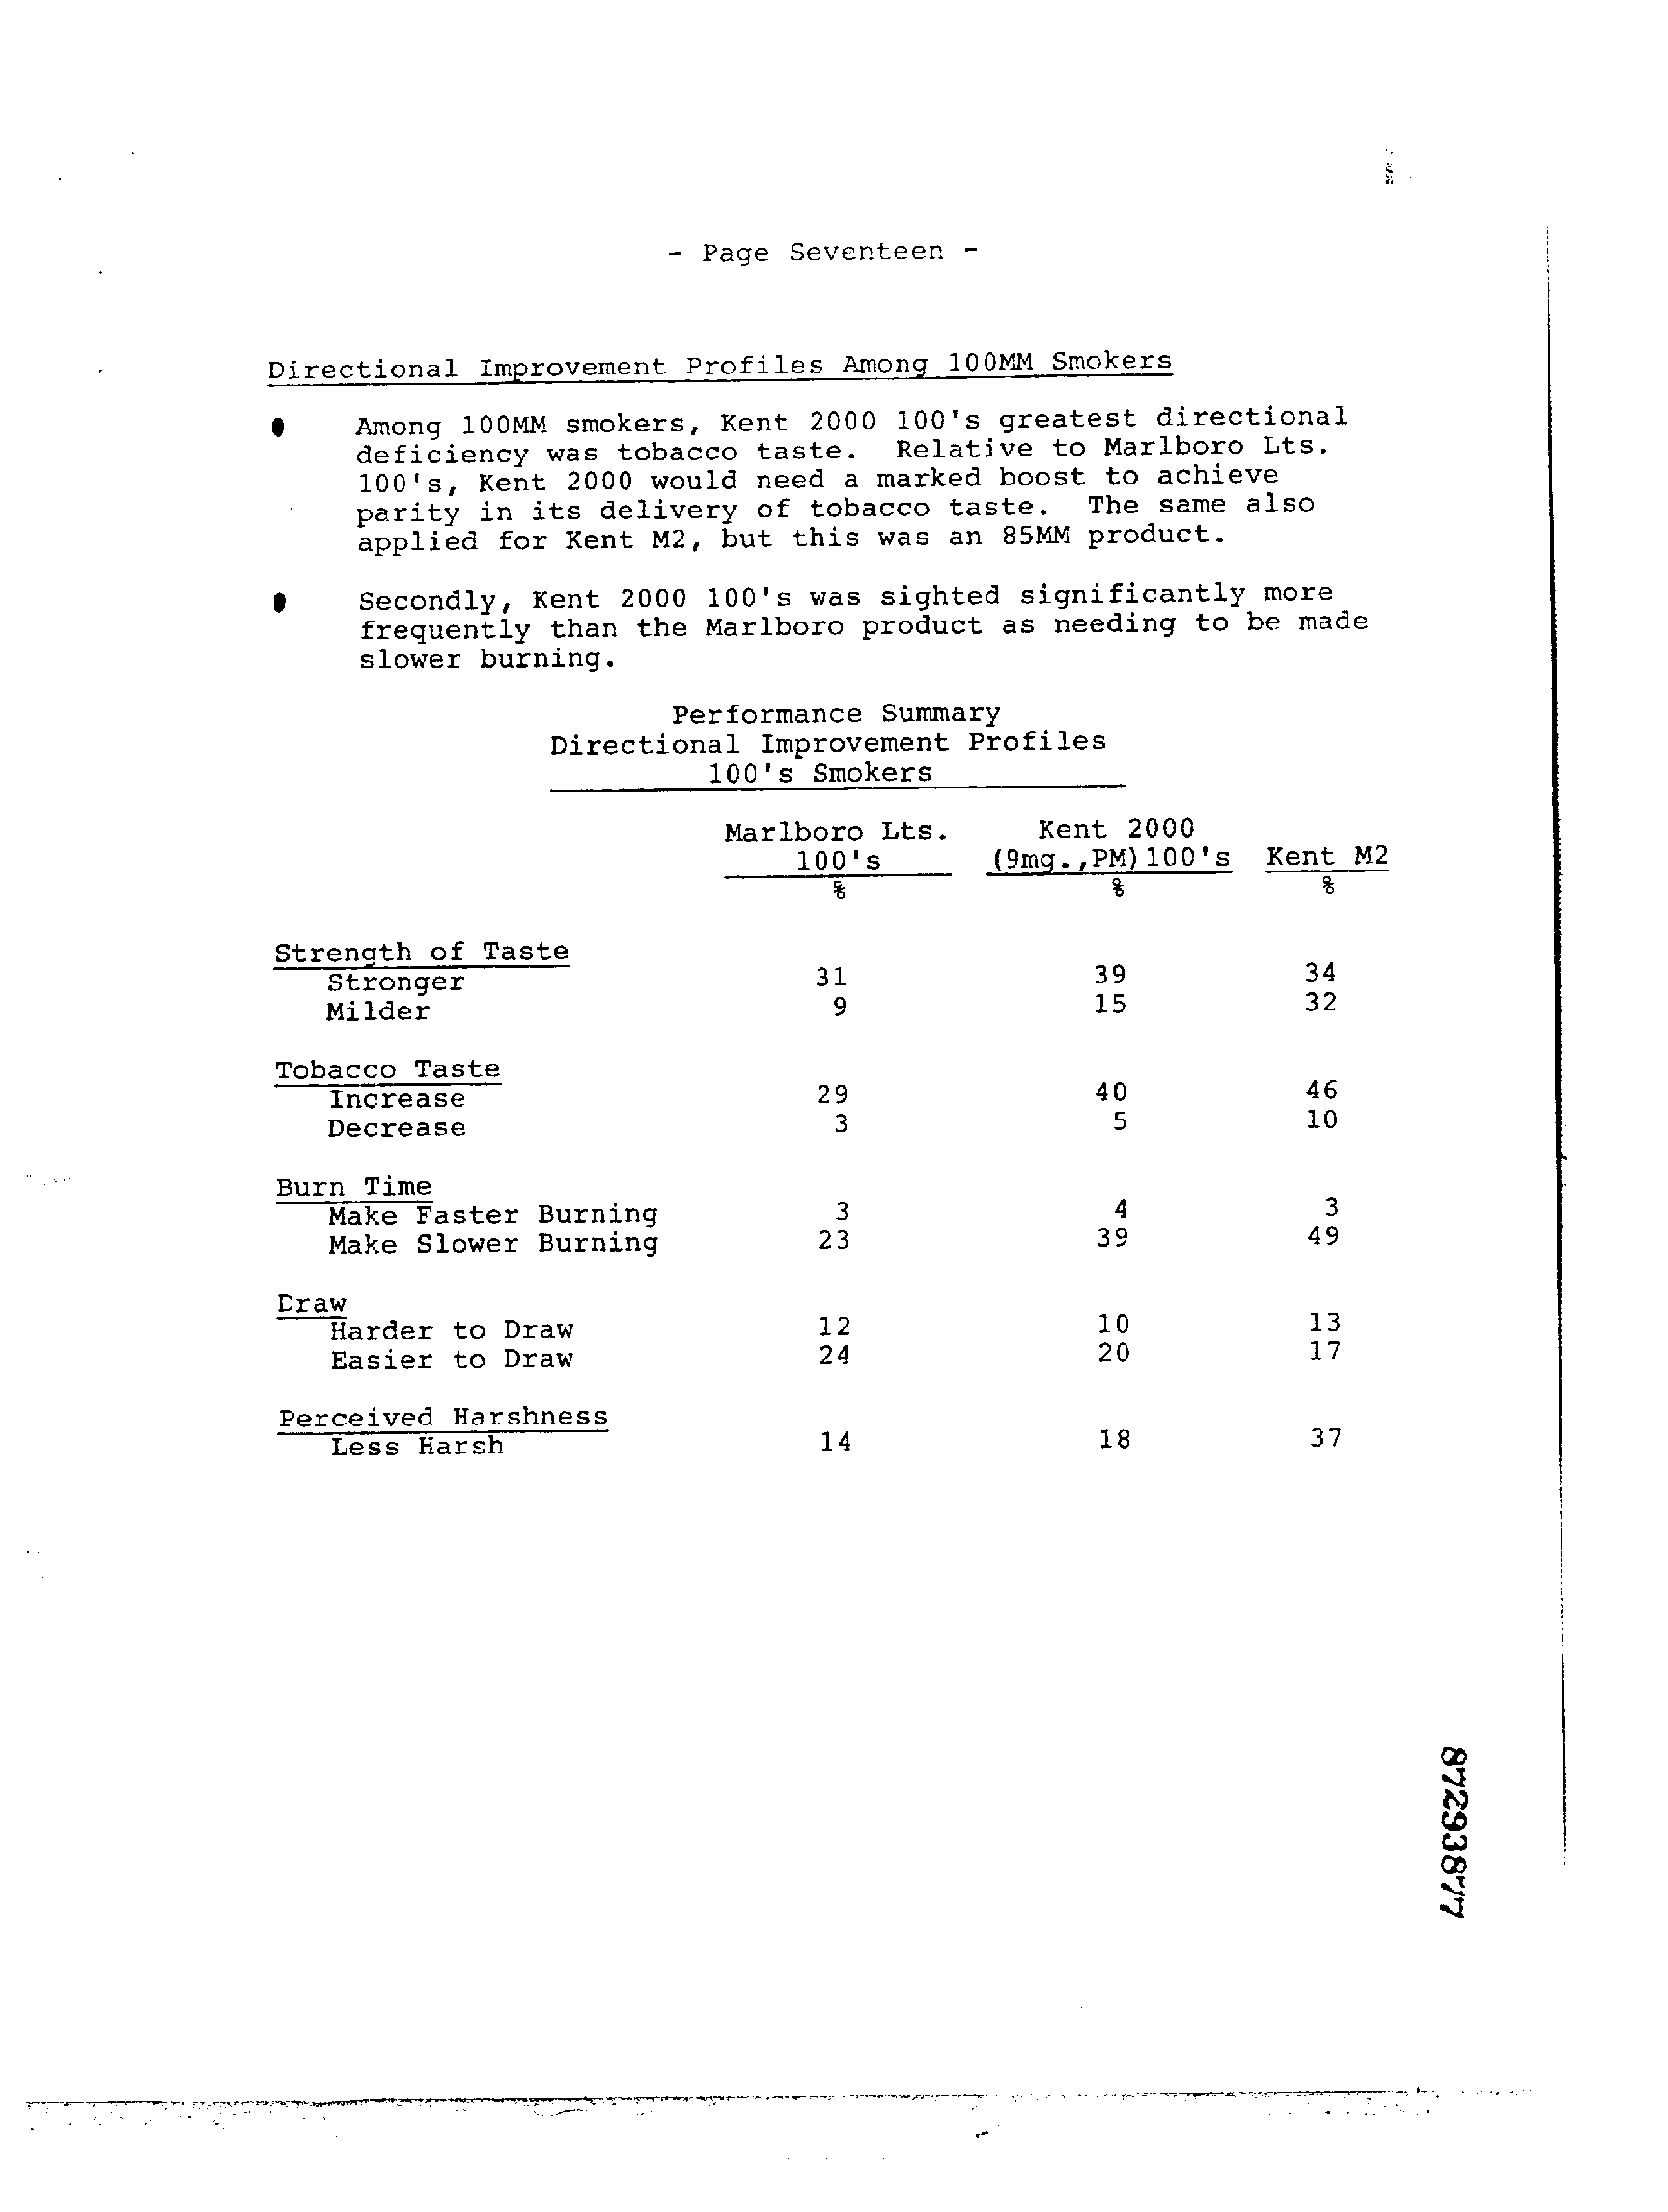 - Page Seventeen -
Directional Improvement Profiles Among 100MM Smokers
Among 100MM smokers, Kent 2000 100's greatest directional
deficiency was tobacco taste. Relative to Marlboro Lts.
100's, Kent 2000 would need a marked boost to achieve
parity in its delivery of tobacco taste. The same also
applied for Kent M2, but this was an 85MM product.
Secondly, Kent 2000 100's was sighted significantly more
frequently than the Marlboro product as needing to be made
slower burning.
Performance Summary
Directional Improvement Profiles
100's Smokers
Marlboro Lts. Kent 2000
100's (9mg.,PM)100's Kent M2
% % %
Strength of Taste
Stronger 31 39 34
Milder 9 15 32
Tobacco Taste
Increase 29 40 46
Decrease 3 5 10
Burn Time
Make Faster Burning 3 4 3
Make Slower Burning 23 39 49
Draw
Harder to Draw 12 10 13
Easier to Draw 24 20 17
Perceived Harshness
Less Harsh 14 18 37
87293877